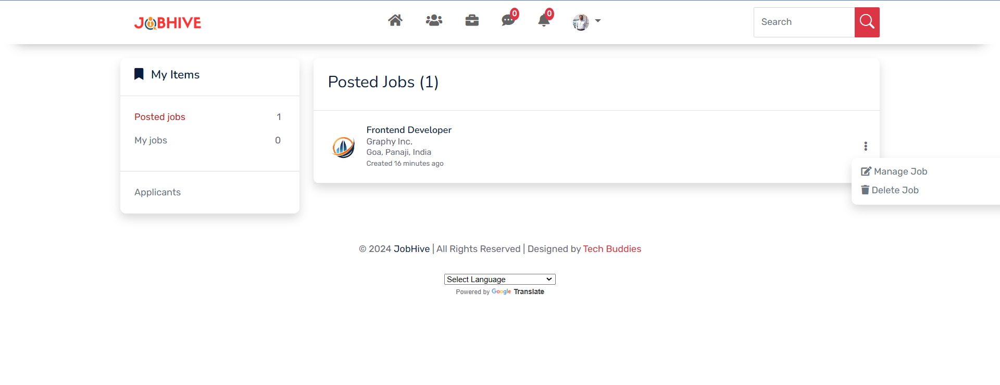 JOBHIVE
0
0
Search
My Items
Posted jobs 1
My jobs 0
Applicants
Posted Jobs (1)
Frontend Developer
Graphy Inc.
Goa, Panaji, India
Created 16 minutes ago
Manage Job
Delete Job
© 2024 JobHive | All Rights Reserved | Designed by Tech Buddies
Select Language
Powered by Google Translate